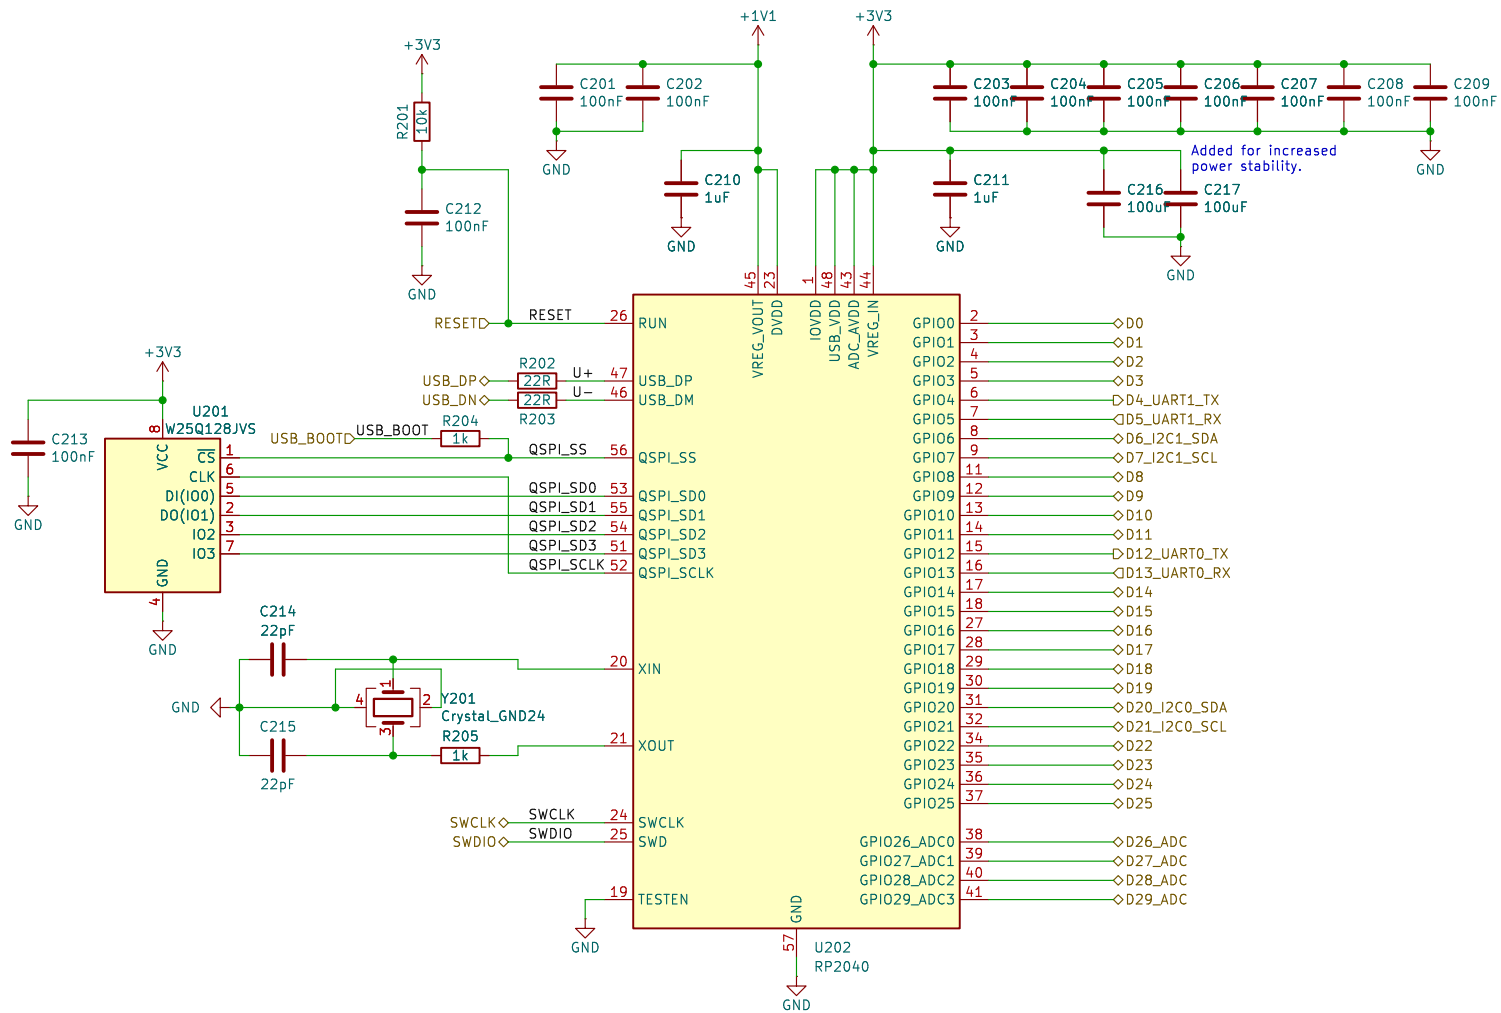 +1V1
+3V3
+3V3
C201
100nF
C202
100nF
C203
100nF
C204
100nF
C205
100nF
C206
100nF
C207
100nF
C208
100nF
C209
100nF
R201
10k
GND
GND
Added for increased
power stability.
C210
1uF
C211
1uF
C216
100uF
C217
100uF
C212
100nF
GND
GND
GND
GND
45
23
1
48
43
44
VREG_VOUT
DVDD
IOVDD
USB_VDD
ADC_AVDD
VREG_IN
RESET
RESET
26
RUN
USB_DP
R202
22R
U+
47
USB_DP
USB_DN
22R
R203
U-
46
USB_DM
+3V3
C213
100nF
GND
U201
W25Q128JVS
8
VCC
USB_BOOT
USB_BOOT
R204
1k
CS
1
QSPI_SS
56
QSPI_SS
CLK
6
DI(IO0)
5
QSPI_SD0
53
QSPI_SD0
DO(IO1)
2
QSPI_SD1
55
QSPI_SD1
IO2
3
QSPI_SD2
54
QSPI_SD2
IO3
7
QSPI_SD3
51
QSPI_SD3
QSPI_SCLK
52
QSPI_SCLK
GND
4
GND
C214
22pF
20
XIN
GND
1
4
2
3
Y201
Crystal_GND24
C215
22pF
R205
1k
21
XOUT
SWCLK
SWCLK
24
SWCLK
SWDIO
SWDIO
25
SWD
19
TESTEN
GND
GND
57
GND
U202
RP2040
GPIO0 2 D0
GPIO1 3 D1
GPIO2 4 D2
GPIO3 5 D3
GPIO4 6 D4_UART1_TX
GPIO5 7 D5_UART1_RX
GPIO6 8 D6_I2C1_SDA
GPIO7 9 D7_I2C1_SCL
GPIO8 11 D8
GPIO9 12 D9
GPIO10 13 D10
GPIO11 14 D11
GPIO12 15 D12_UART0_TX
GPIO13 16 D13_UART0_RX
GPIO14 17 D14
GPIO15 18 D15
GPIO16 27 D16
GPIO17 28 D17
GPIO18 29 D18
GPIO19 30 D19
GPIO20 31 D20_I2C0_SDA
GPIO21 32 D21_I2C0_SCL
GPIO22 34 D22
GPIO23 35 D23
GPIO24 36 D24
GPIO25 37 D25
GPIO26_ADC0 38 D26_ADC
GPIO27_ADC1 39 D27_ADC
GPIO28_ADC2 40 D28_ADC
GPIO29_ADC3 41 D29_ADC